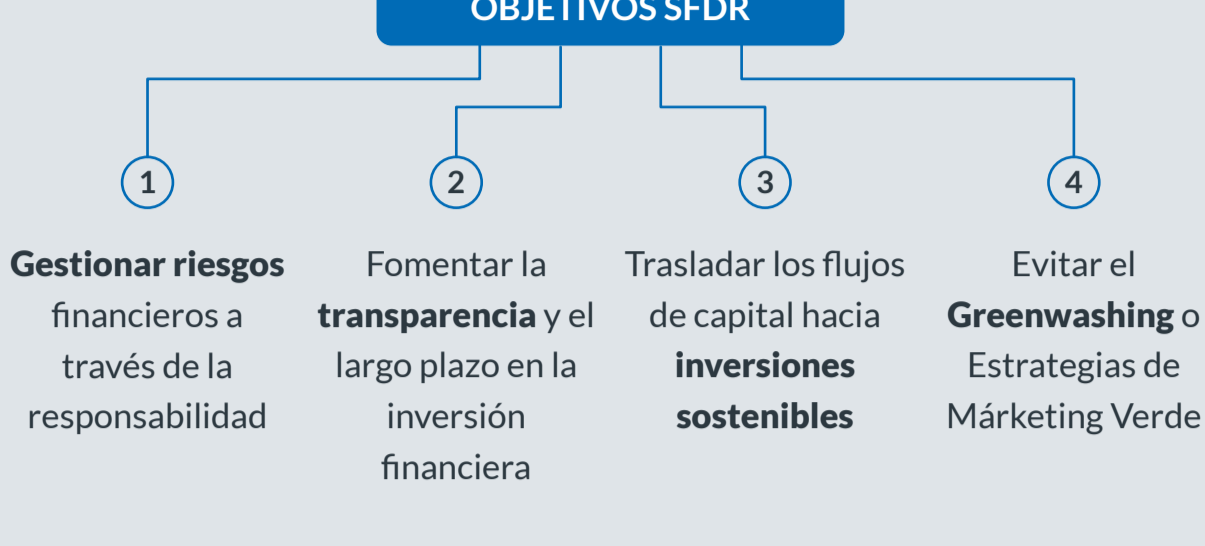 OBJETIVOS SFDR
1
Gestionar riesgos
financieros a
través de la
responsabilidad
2
Fomentar la
transparencia y el
largo plazo en la
inversión
financiera
3
Trasladar los flujos
de capital hacia
inversiones
sostenibles
4
Evitar el
Greenwashing o
Estrategias de
Márketing Verde